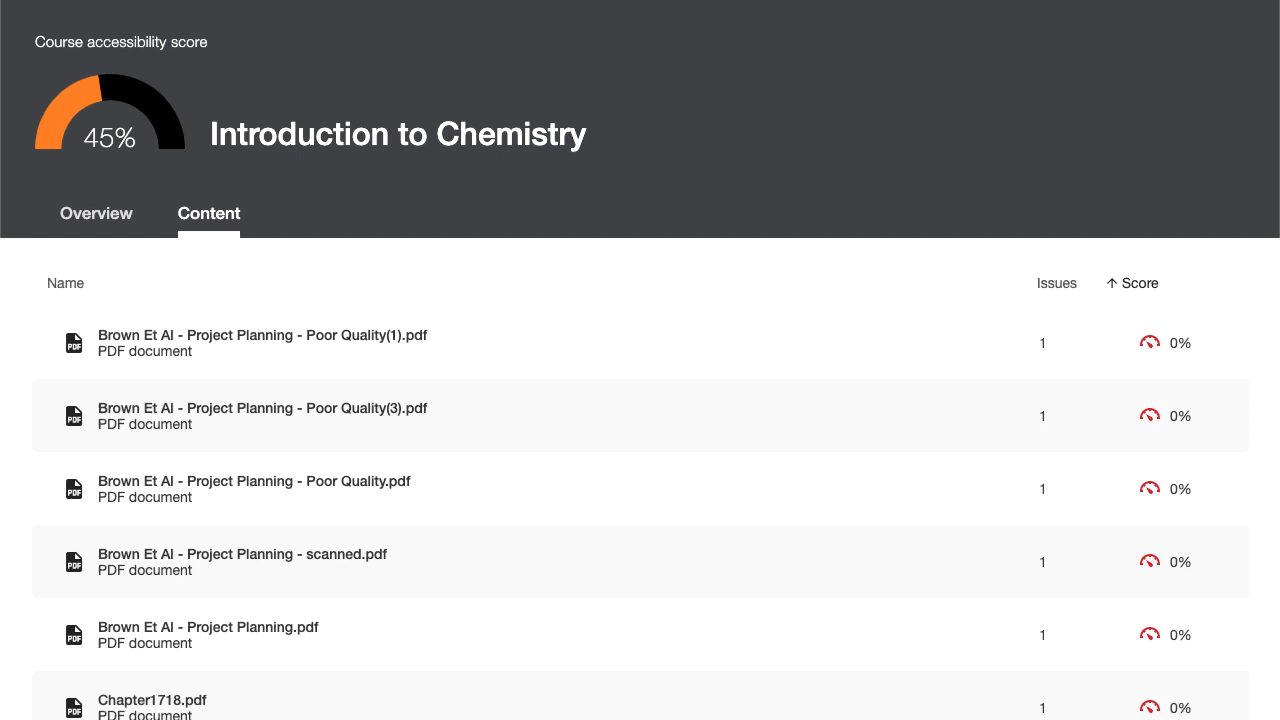 Course accessibility score
45%
Introduction to Chemistry
Overview Content
Name Issues ↑ Score
Brown Et Al - Project Planning - Poor Quality(1).pdf
PDF document
1 0%
Brown Et Al - Project Planning - Poor Quality(3).pdf
PDF document
1 0%
Brown Et Al - Project Planning - Poor Quality.pdf
PDF document
1 0%
Brown Et Al - Project Planning - scanned.pdf
PDF document
1 0%
Brown Et Al - Project Planning.pdf
PDF document
1 0%
Chapter1718.pdf
PDF document
1 0%